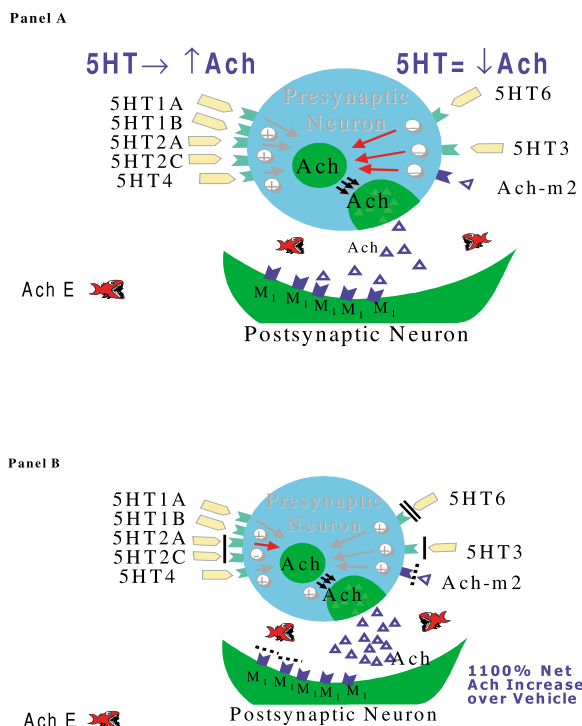 Panel A
5HT→ ↑Ach
5HT= ↓Ach
5HT1A
5HT1B
5HT2A
5HT2C
5HT4
Presynaptic
Neuron
Ach
Ach
5HT6
5HT3
Ach-m2
Ach
Ach E
M1 M1 M1 M1 M1
Postsynaptic Neuron
Panel B
5HT1A
5HT1B
5HT2A
5HT2C
5HT4
Presynaptic
Neuron
Ach
Ach
5HT6
5HT3
Ach-m2
Ach
M1 M1 M1 M1 M1
1100% Net
Ach Increase
over Vehicle
Ach E
Postsynaptic Neuron